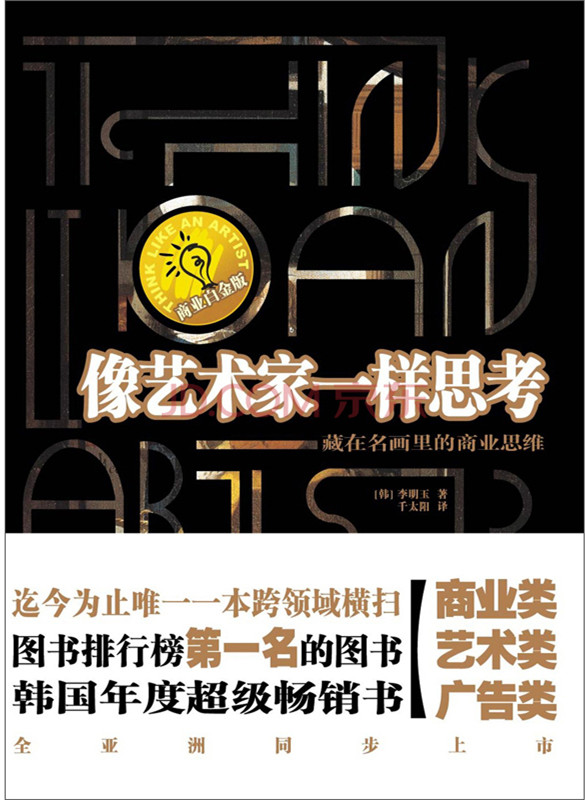 THINK
LIKE AN
THINK LIKE AN ARTIST
商业白金版
像艺术家一样思考
JD.COM 京东
藏在名画里的商业思维
ARTIST
[韩] 李明玉 著
千太阳 译
迄今为止唯一一本跨领域横扫
图书排行榜第一名的图书
韩国年度超级畅销书
商业类
艺术类
广告类
全亚洲同步上市